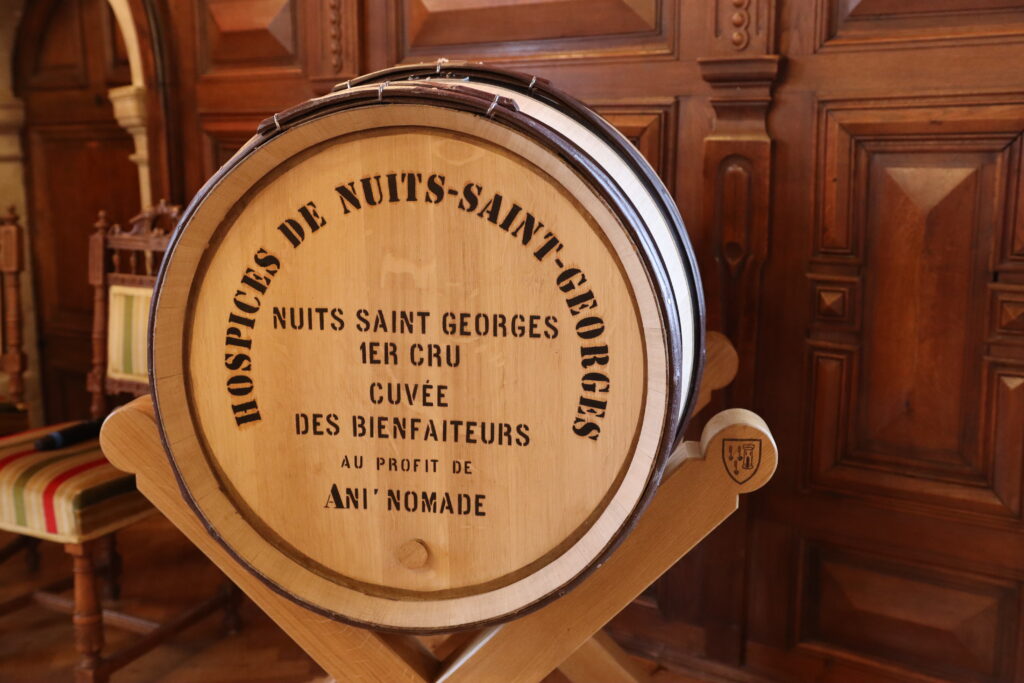 HOSPICES DE NUITS-SAINT-GEORGES
NUITS SAINT GEORGES
1ER CRU
CUVÉE
DES BIENFAITEURS
AU PROFIT DE
ANI' NOMADE